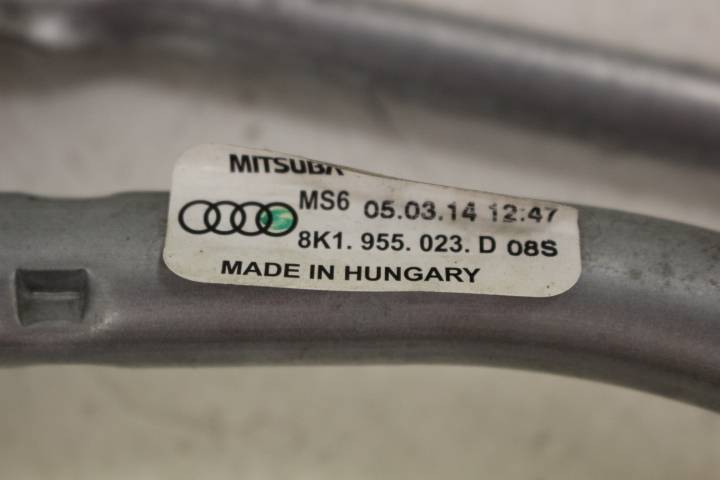 MITSUBA
MS6 05.03.14 12:47
8K1. 955. 023. D 08S
MADE IN HUNGARY